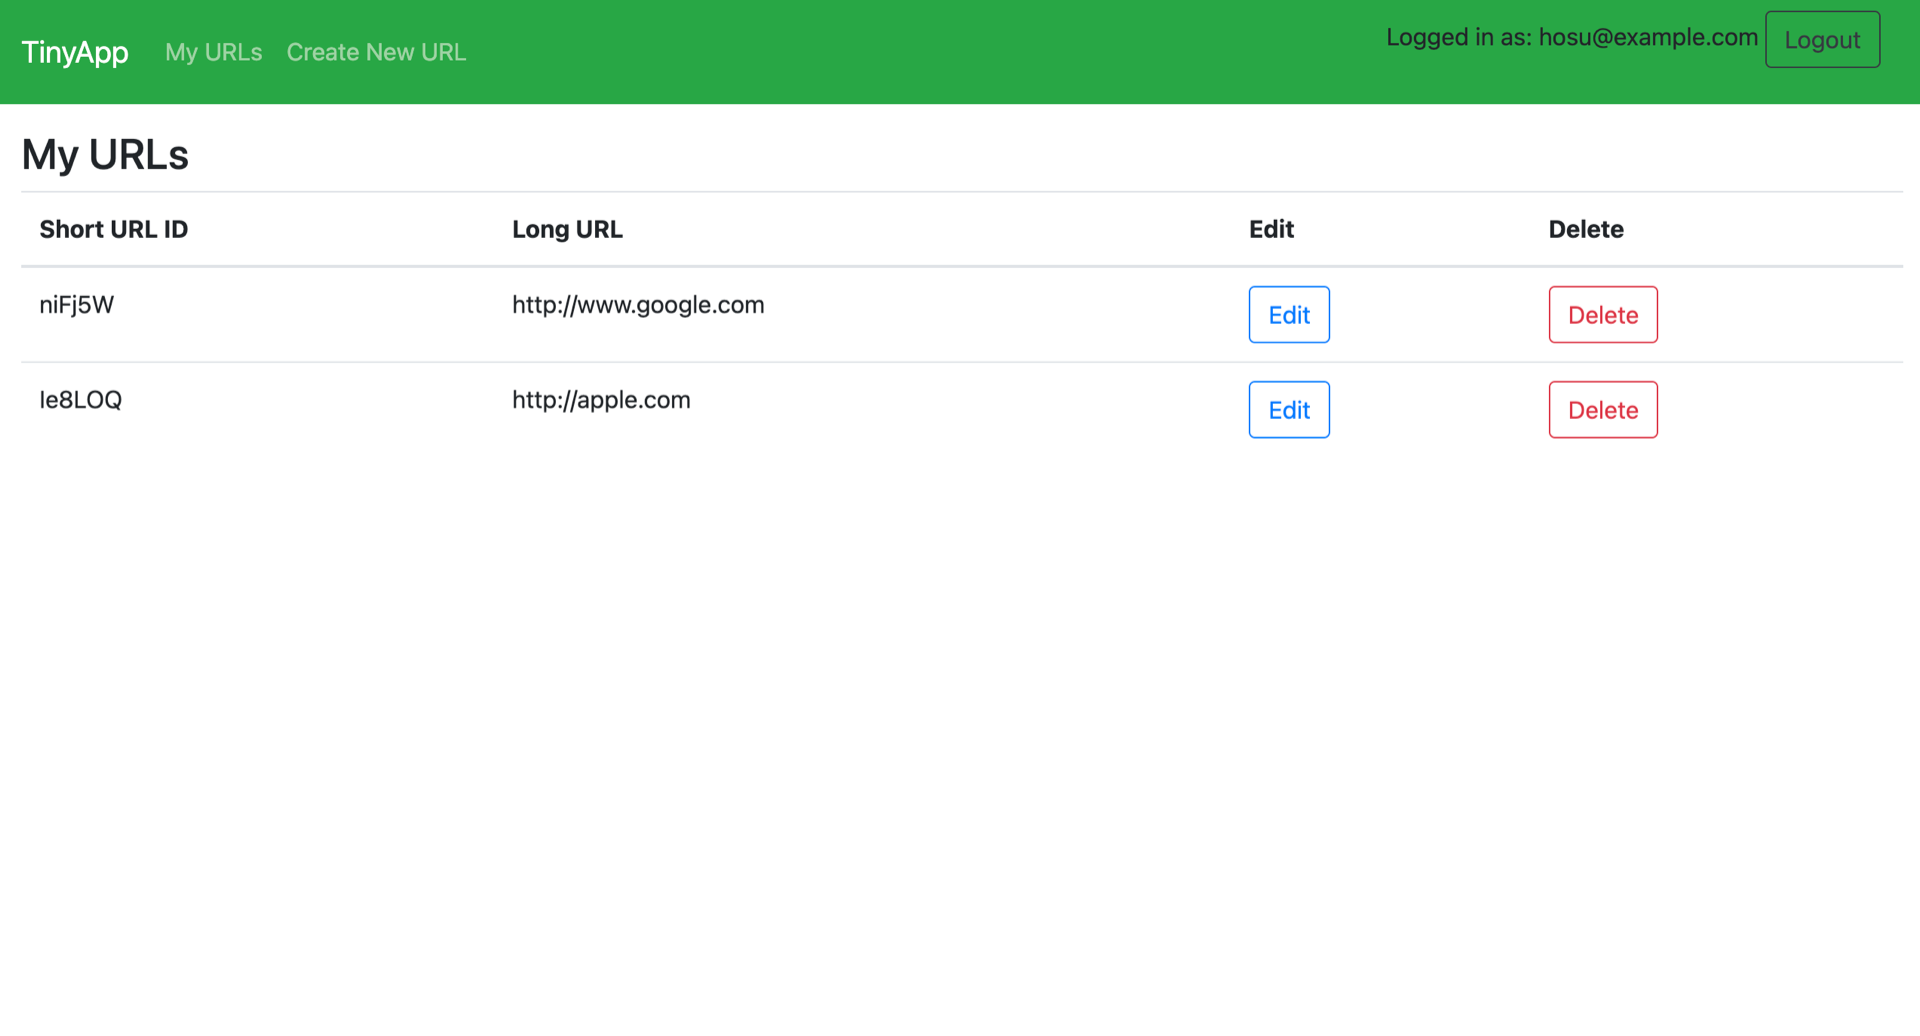 TinyApp My URLs Create New URL Logged in as: hosu@example.com Logout
My URLs
Short URL ID Long URL Edit Delete
niFj5W http://www.google.com Edit Delete
Ie8LOQ http://apple.com Edit Delete